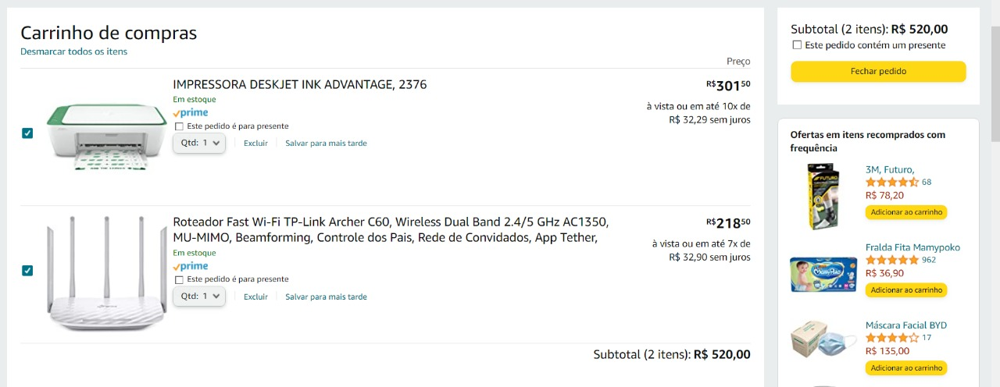 Carrinho de compras
Desmarcar todos os itens
Preço
IMPRESSORA DESKJET INK ADVANTAGE, 2376
Em estoque
prime
Este pedido é para presente
Qtd: 1
Excluir
Salvar para mais tarde
R$30150
à vista ou em até 10x de
R$ 32,29 sem juros
Roteador Fast Wi-Fi TP-Link Archer C60, Wireless Dual Band 2.4/5 GHz AC1350,
MU-MIMO, Beamforming, Controle dos Pais, Rede de Convidados, App Tether,
Em estoque
prime
Este pedido é para presente
Qtd: 1
Excluir
Salvar para mais tarde
R$21850
à vista ou em até 7x de
R$ 32,90 sem juros
Subtotal (2 itens): R$ 520,00
Subtotal (2 itens): R$ 520,00
Este pedido contém um presente
Fechar pedido
Ofertas em itens recomprados com
frequência
FUTURO
3M, Futuro,
68
R$ 78,20
Adicionar ao carrinho
MamyPoko
Fralda Fita Mamypoko
962
R$ 36,90
Adicionar ao carrinho
Máscara Facial BYD
17
R$ 135,00
Adicionar ao carrinho